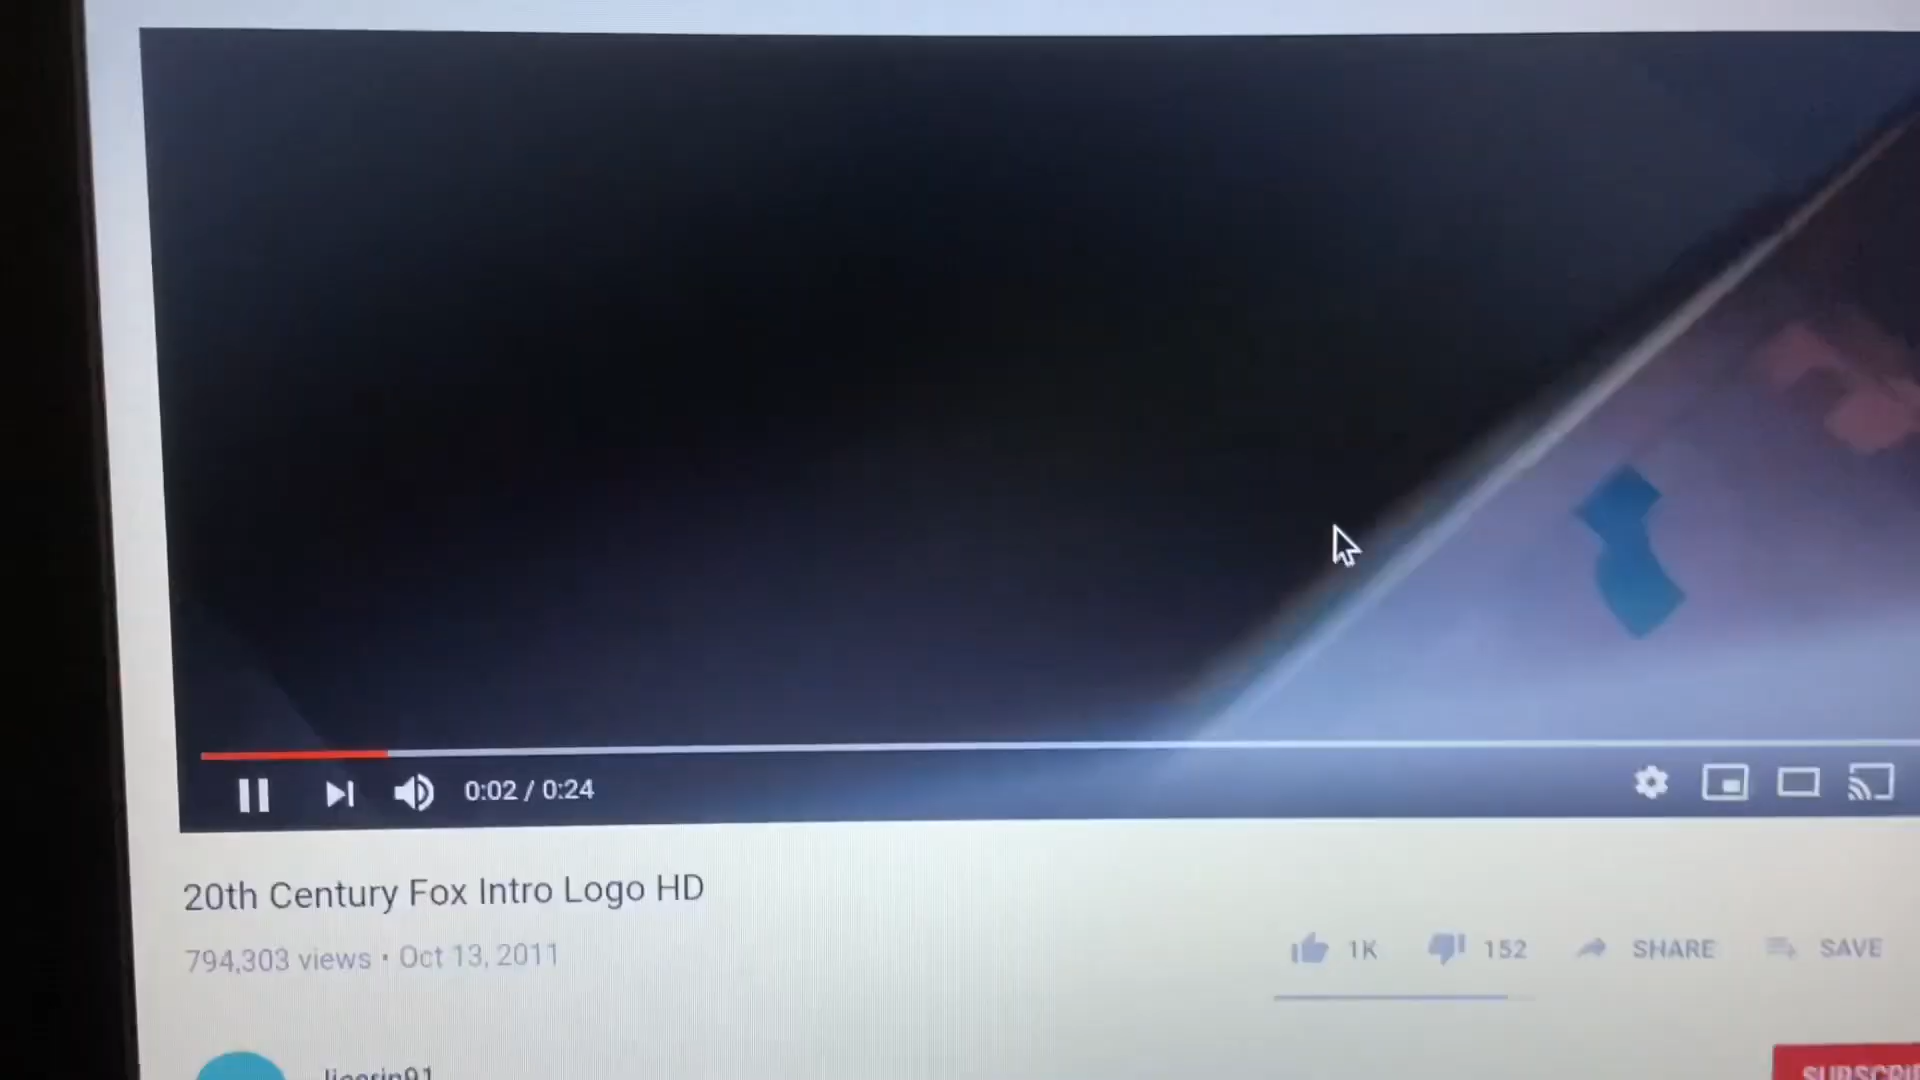 0:02 / 0:24
20th Century Fox Intro Logo HD
794,303 views • Oct 13, 2011
1K 152 SHARE SAVE